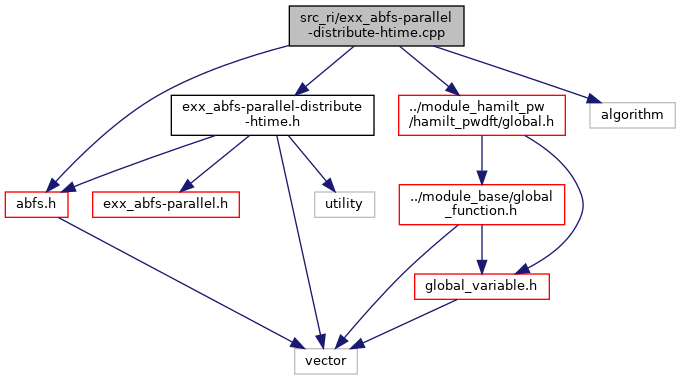 src_ri/exx_abfs-parallel
-distribute-htime.cpp
exx_abfs-parallel-distribute
-htime.h
../module_hamilt_pw
/hamilt_pwdft/global.h
algorithm
abfs.h
exx_abfs-parallel.h
utility
../module_base/global
_function.h
global_variable.h
vector